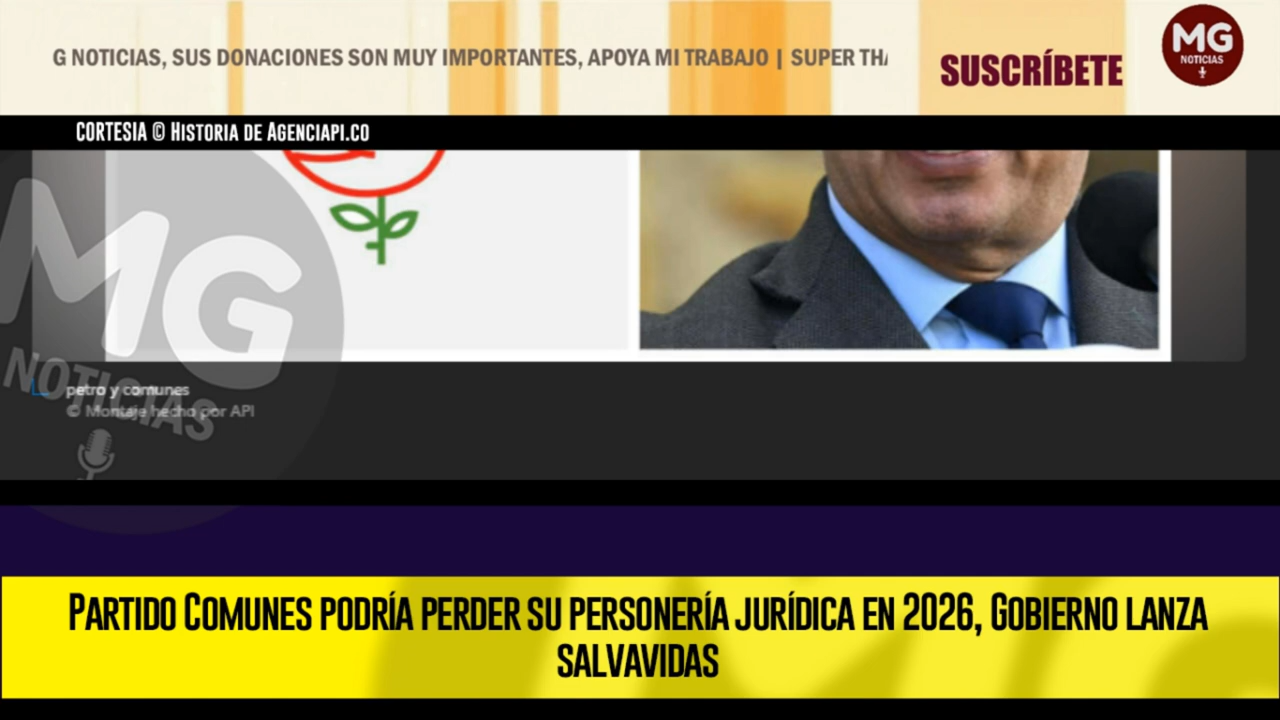 G NOTICIAS, SUS DONACIONES SON MUY IMPORTANTES, APOYA MI TRABAJO | SUPER
SUSCRÍBETE
MG
NOTICIAS
CORTESIA © HISTORIA DE AGENCIAPI.CO
MG
NOTICIAS
petro y comunes
© Montaje hecho por API
PARTIDO COMUNES PODRÍA PERDER SU PERSONERÍA JURÍDICA EN 2026, GOBIERNO LANZA
SALVAVIDAS